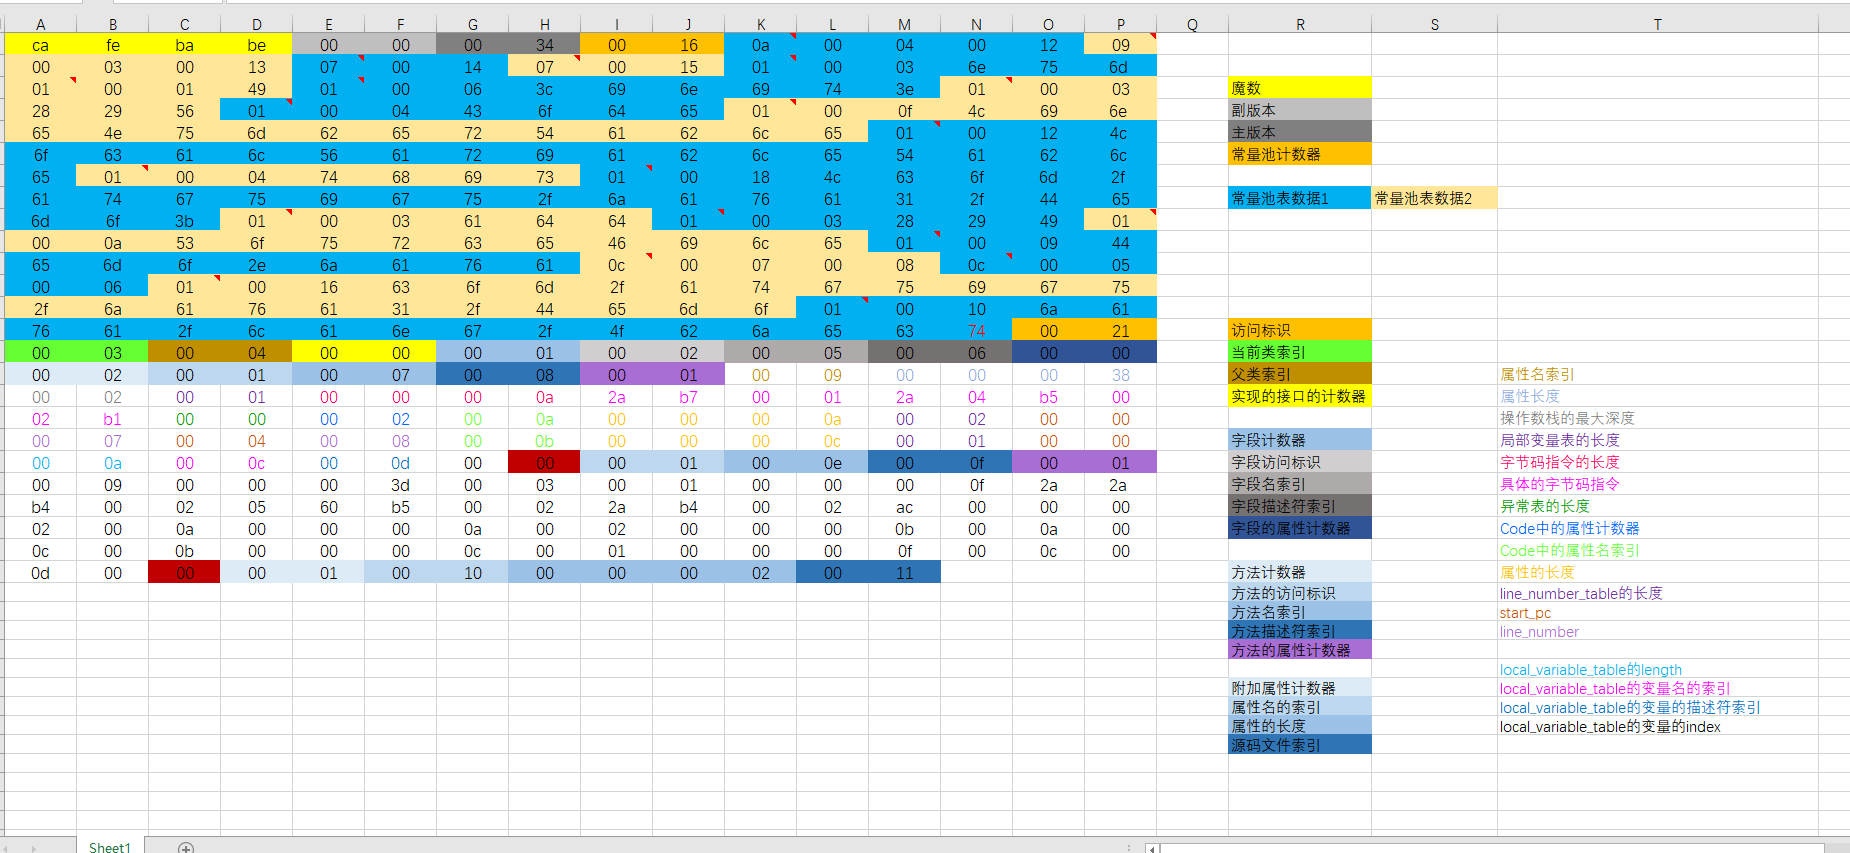 A B C D E F G H I J K L M N O P Q R S T
ca fe ba be 00 00 00 34 00 16 0a 00 04 00 12 09
00 03 00 13 07 00 14 07 00 15 01 00 03 6e 75 6d
01 00 01 49 01 00 06 3c 69 6e 69 74 3e 01 00 03 魔数
28 29 56 01 00 04 43 6f 64 65 01 00 0f 4c 69 6e 副版本
65 4e 75 6d 62 65 72 54 61 62 6c 65 01 00 12 4c 主版本
6f 63 61 6c 56 61 72 69 61 62 6c 65 54 61 62 6c 常量池计数器
65 01 00 04 74 68 69 73 01 00 18 4c 63 6f 6d 2f
61 74 67 75 69 67 75 2f 6a 61 76 61 31 2f 44 65 常量池表数据1 常量池表数据2
6d 6f 3b 01 00 03 61 64 64 01 00 03 28 29 49 01
00 0a 53 6f 75 72 63 65 46 69 6c 65 01 00 09 44
65 6d 6f 2e 6a 61 76 61 0c 00 07 00 08 0c 00 05
00 06 01 00 16 63 6f 6d 2f 61 74 67 75 69 67 75
2f 6a 61 76 61 31 2f 44 65 6d 6f 01 00 10 6a 61
76 61 2f 6c 61 6e 67 2f 4f 62 6a 65 63 74 00 21 访问标识
00 03 00 04 00 00 00 01 00 02 00 05 00 06 00 00 当前类索引
00 02 00 01 00 07 00 08 00 01 00 09 00 00 00 38 父类索引 属性名索引
00 02 00 01 00 00 00 0a 2a b7 00 01 2a 04 b5 00 实现的接口的计数器 属性长度
02 b1 00 00 00 02 00 0a 00 00 00 0a 00 02 00 00 操作数栈的最大深度
00 07 00 04 00 08 00 0b 00 00 00 0c 00 01 00 00 字段计数器 局部变量表的长度
00 0a 00 0c 00 0d 00 00 00 01 00 0e 00 0f 00 01 字段访问标识 字节码指令的长度
00 09 00 00 00 3d 00 03 00 01 00 00 00 0f 2a 2a 字段名索引 具体的字节码指令
b4 00 02 05 60 b5 00 02 2a b4 00 02 ac 00 00 00 字段描述符索引 异常表的长度
02 00 0a 00 00 00 0a 00 02 00 00 00 0b 00 0a 00 字段的属性计数器 Code中的属性计数器
0c 00 0b 00 00 00 0c 00 01 00 00 00 0f 00 0c 00 Code中的属性名索引
0d 00 00 00 01 00 10 00 00 00 02 00 11 方法计数器 属性的长度
方法的访问标识 line_number_table的长度
方法名索引 start_pc
方法描述符索引 line_number
方法的属性计数器
local_variable_table的length
附加属性计数器 local_variable_table的变量名的索引
属性名的索引 local_variable_table的变量的描述符索引
属性的长度 local_variable_table的变量的index
源码文件索引
Sheet1